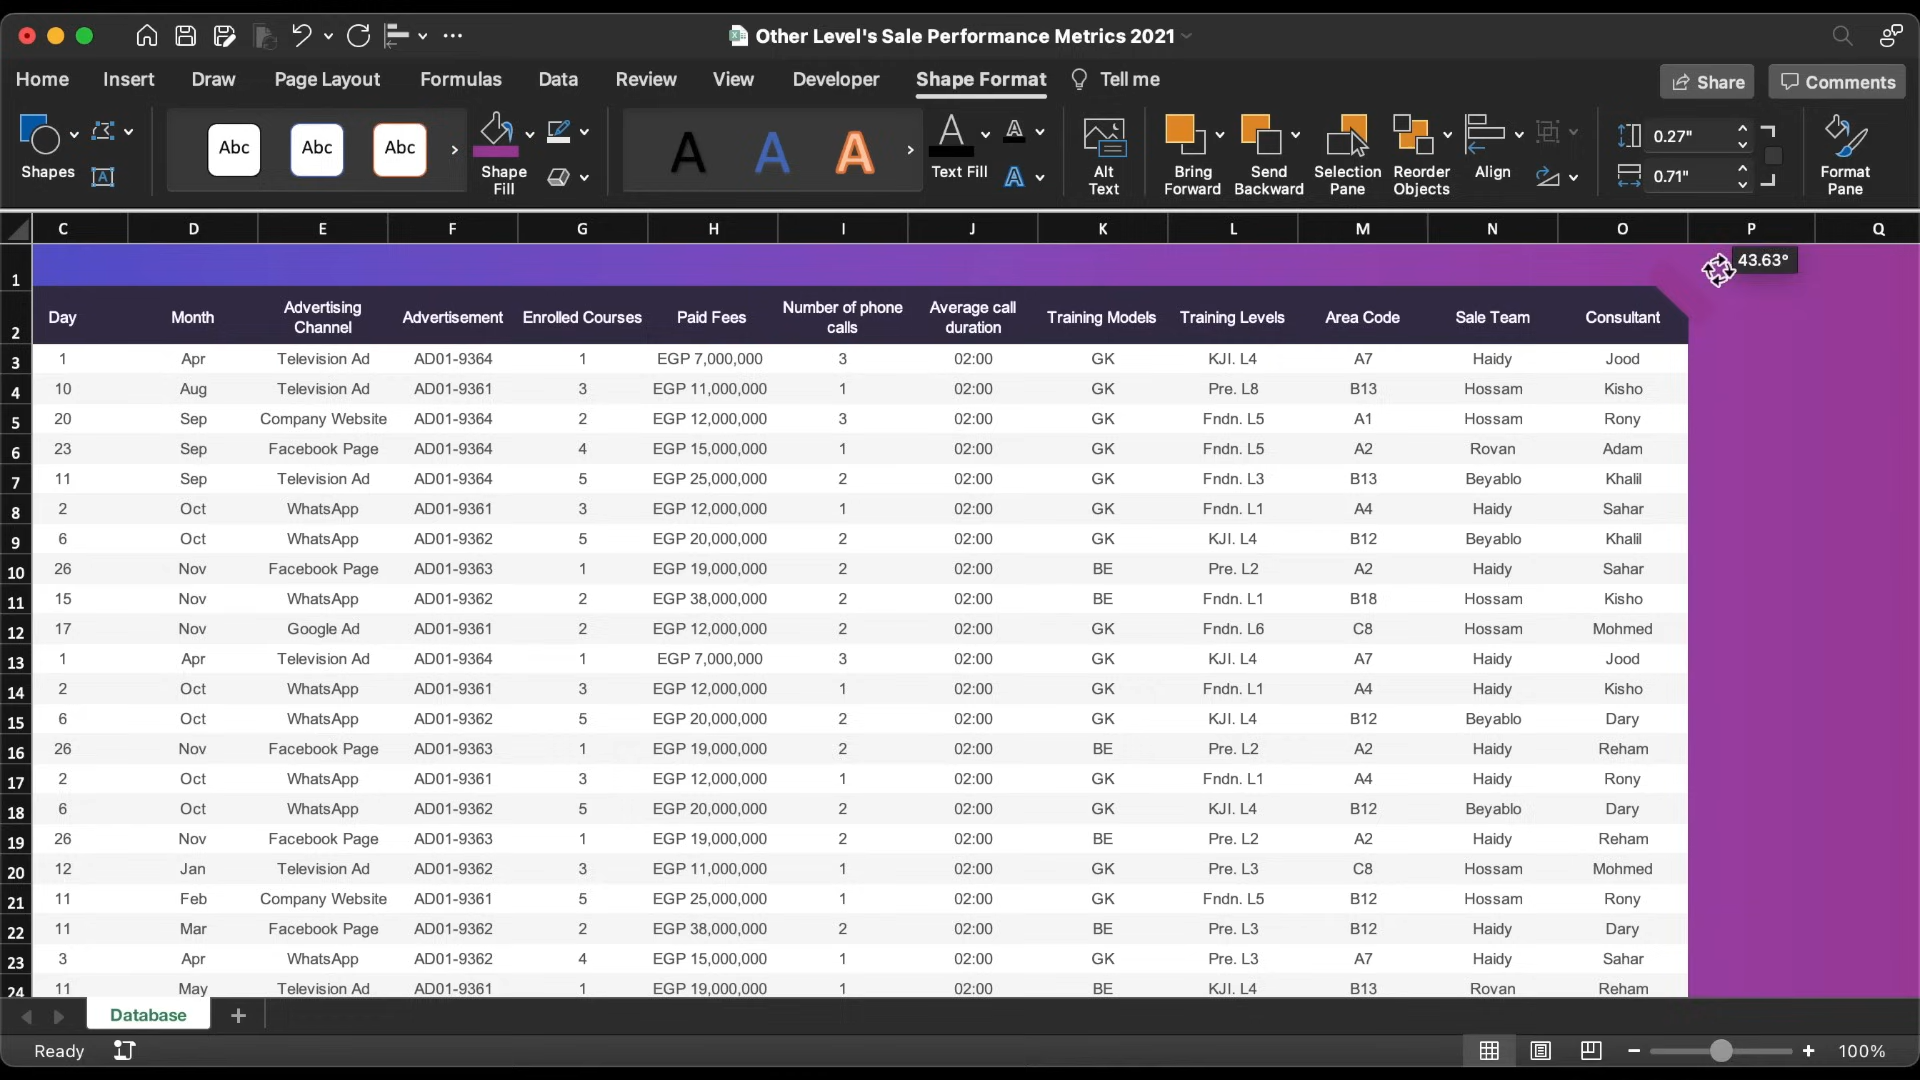 Other Level's Sale Performance Metrics 2021
Home Insert Draw Page Layout Formulas Data Review View Developer Shape Format Tell me Share Comments
Shapes
Abc Abc Abc
Shape Fill
A A A
Text Fill
Alt Text
Bring Forward
Send Backward
Selection Pane
Reorder Objects
Align
0.27"
0.71"
Format Pane
C D E F G H I J K L M N O P Q
43.63°
1
2 Day Month Advertising Channel Advertisement Enrolled Courses Paid Fees Number of phone calls Average call duration Training Models Training Levels Area Code Sale Team Consultant
3 1 Apr Television Ad AD01-9364 1 EGP 7,000,000 3 02:00 GK KJI. L4 A7 Haidy Jood
4 10 Aug Television Ad AD01-9361 3 EGP 11,000,000 1 02:00 GK Pre. L8 B13 Hossam Kisho
5 20 Sep Company Website AD01-9364 2 EGP 12,000,000 3 02:00 GK Fndn. L5 A1 Hossam Rony
6 23 Sep Facebook Page AD01-9364 4 EGP 15,000,000 1 02:00 GK Fndn. L5 A2 Rovan Adam
7 11 Sep Television Ad AD01-9364 5 EGP 25,000,000 2 02:00 GK Fndn. L3 B13 Beyablo Khalil
8 2 Oct WhatsApp AD01-9361 3 EGP 12,000,000 1 02:00 GK Fndn. L1 A4 Haidy Sahar
9 6 Oct WhatsApp AD01-9362 5 EGP 20,000,000 2 02:00 GK KJI. L4 B12 Beyablo Khalil
10 26 Nov Facebook Page AD01-9363 1 EGP 19,000,000 2 02:00 BE Pre. L2 A2 Haidy Sahar
11 15 Nov WhatsApp AD01-9362 2 EGP 38,000,000 2 02:00 BE Fndn. L1 B18 Hossam Kisho
12 17 Nov Google Ad AD01-9361 2 EGP 12,000,000 2 02:00 GK Fndn. L6 C8 Hossam Mohmed
13 1 Apr Television Ad AD01-9364 1 EGP 7,000,000 3 02:00 GK KJI. L4 A7 Haidy Jood
14 2 Oct WhatsApp AD01-9361 3 EGP 12,000,000 1 02:00 GK Fndn. L1 A4 Haidy Kisho
15 6 Oct WhatsApp AD01-9362 5 EGP 20,000,000 2 02:00 GK KJI. L4 B12 Beyablo Dary
16 26 Nov Facebook Page AD01-9363 1 EGP 19,000,000 2 02:00 BE Pre. L2 A2 Haidy Reham
17 2 Oct WhatsApp AD01-9361 3 EGP 12,000,000 1 02:00 GK Fndn. L1 A4 Haidy Rony
18 6 Oct WhatsApp AD01-9362 5 EGP 20,000,000 2 02:00 GK KJI. L4 B12 Beyablo Dary
19 26 Nov Facebook Page AD01-9363 1 EGP 19,000,000 2 02:00 BE Pre. L2 A2 Haidy Reham
20 12 Jan Television Ad AD01-9362 3 EGP 11,000,000 1 02:00 GK Pre. L3 C8 Hossam Mohmed
21 11 Feb Company Website AD01-9361 5 EGP 25,000,000 1 02:00 GK Fndn. L5 B12 Hossam Rony
22 11 Mar Facebook Page AD01-9362 2 EGP 38,000,000 2 02:00 BE Pre. L3 B12 Haidy Dary
23 3 Apr WhatsApp AD01-9362 4 EGP 15,000,000 1 02:00 GK Pre. L3 A7 Haidy Sahar
24 11 May Television Ad AD01-9361 1 EGP 19,000,000 1 02:00 BE KJI. L4 B13 Rovan Reham
Database
Ready 100%